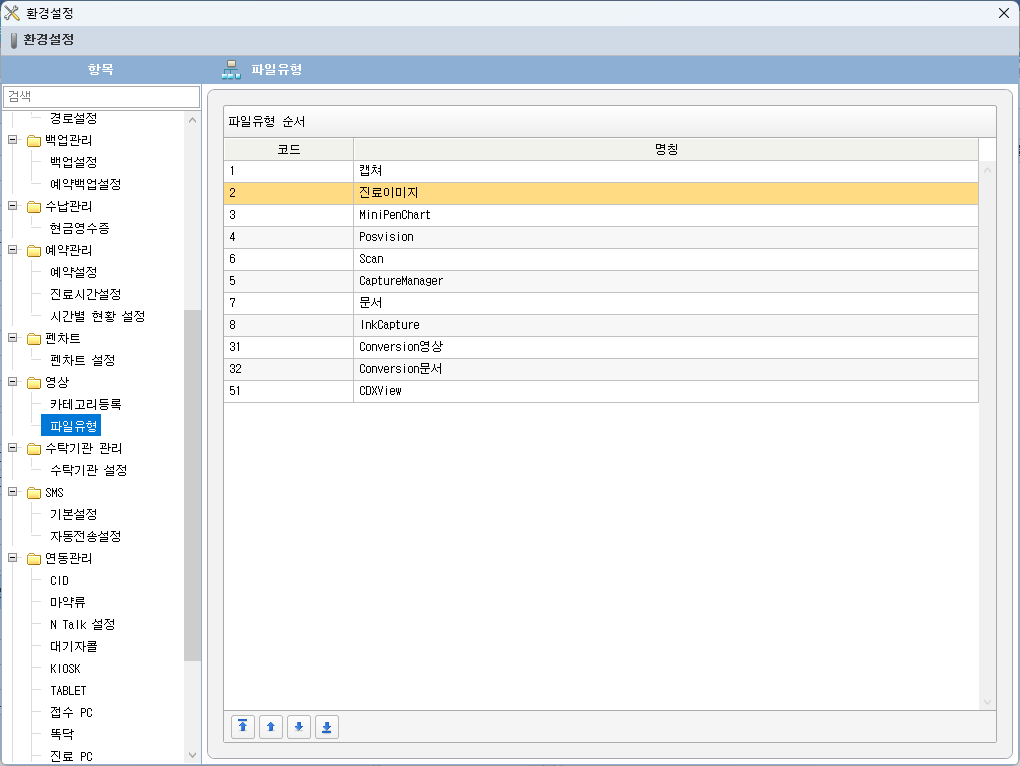 환경설정
환경설정
항목
파일유형
검색
경로설정
백업관리
백업설정
예약백업설정
수납관리
현금영수증
예약관리
예약설정
진료시간설정
시간별 현황 설정
펜차트
펜차트 설정
영상
카테고리등록
파일유형
수탁기관 관리
수탁기관 설정
SMS
기본설정
자동전송설정
연동관리
CID
마약류
N Talk 설정
대기자콜
KIOSK
TABLET
접수 PC
똑닥
진료 PC
파일유형 순서
코드 명칭
1 캡쳐
2 진료이미지
3 MiniPenChart
4 Posvision
6 Scan
5 CaptureManager
7 문서
8 InkCapture
31 Conversion영상
32 Conversion문서
51 CDXView